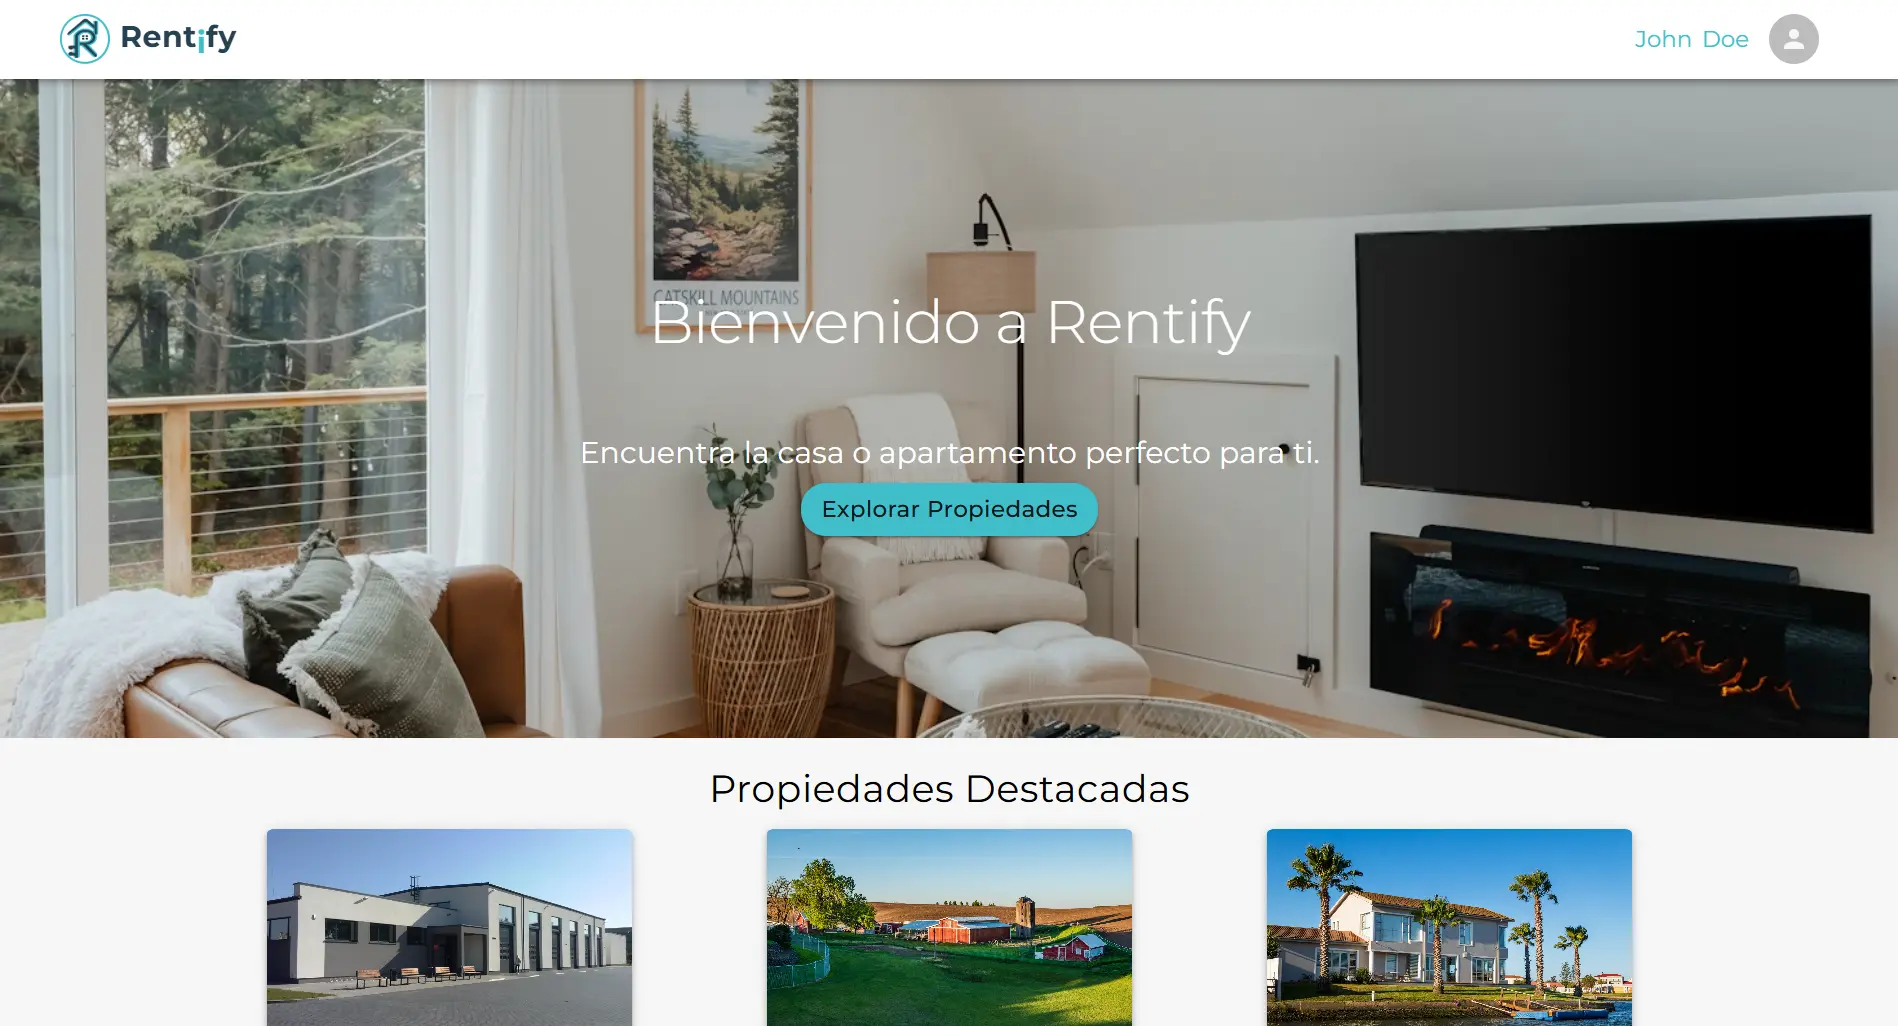 Rentify
John Doe
CATSKILL MOUNTAINS
Bienvenido a Rentify
Encuentra la casa o apartamento perfecto para ti.
Explorar Propiedades
Propiedades Destacadas